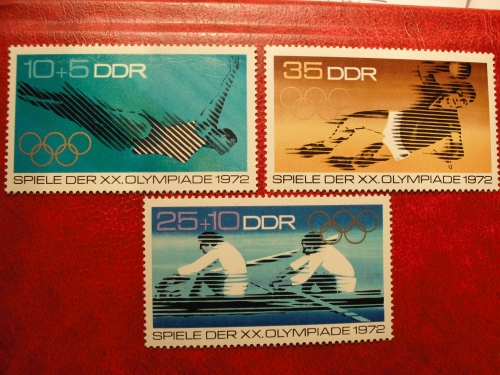 10+5 DDR
SPIELE DER XX. OLYMPIADE 1972
35 DDR
SPIELE DER XX. OLYMPIADE 1972
25+10 DDR
SPIELE DER XX. OLYMPIADE 1972